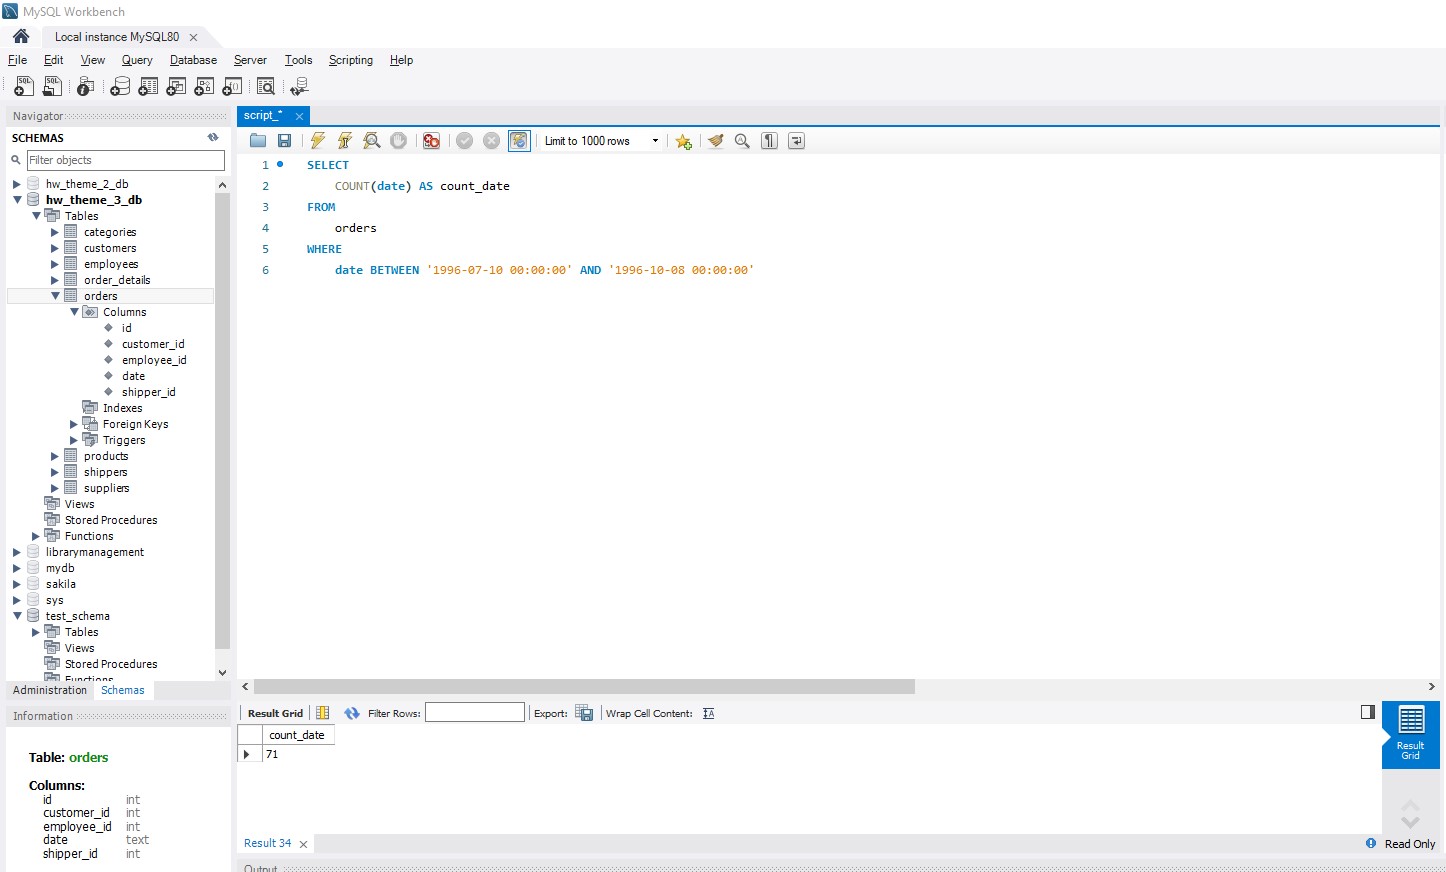 MySQL Workbench
Local instance MySQL80
File Edit View Query Database Server Tools Scripting Help
Navigator
SCHEMAS
Filter objects
hw_theme_2_db
hw_theme_3_db
Tables
categories
customers
employees
order_details
orders
Columns
id
customer_id
employee_id
date
shipper_id
Indexes
Foreign Keys
Triggers
products
shippers
suppliers
Views
Stored Procedures
Functions
librarymanagement
mydb
sakila
sys
test_schema
Tables
Views
Stored Procedures
Functions
Administration Schemas
Information
Table: orders
Columns:
id int
customer_id int
employee_id int
date text
shipper_id int
script_*
Limit to 1000 rows
1 SELECT
2 COUNT(date) AS count_date
3 FROM
4 orders
5 WHERE
6 date BETWEEN '1996-07-10 00:00:00' AND '1996-10-08 00:00:00'
Result Grid Filter Rows: Export: Wrap Cell Content:
count_date
71
Result Grid
Result 34
Read Only
Output